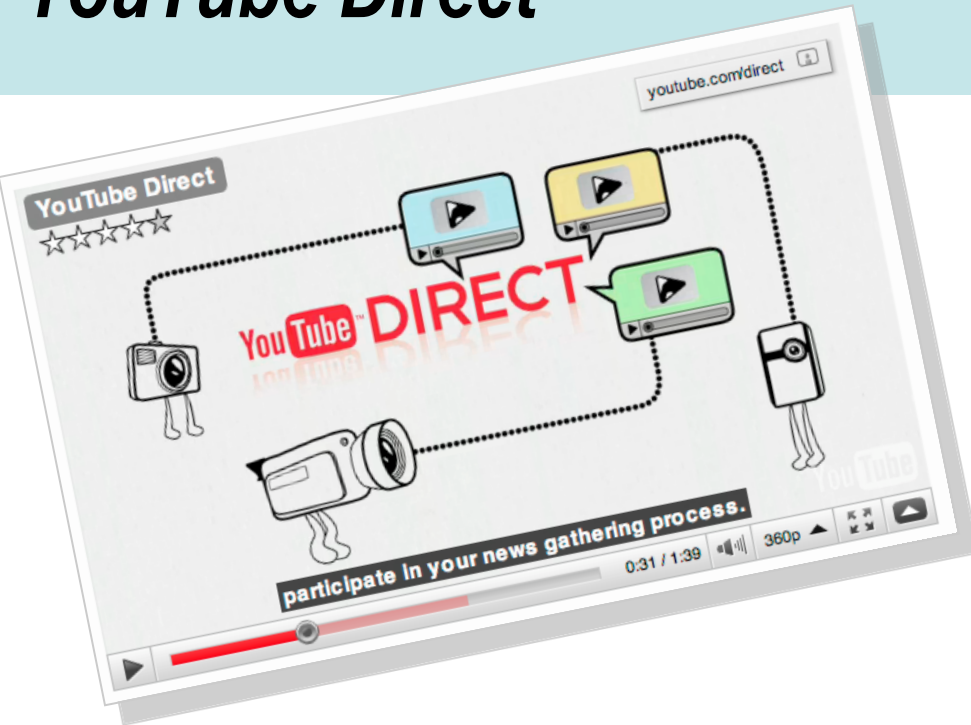 YouTube Direct
youtube.com/direct
YouTube Direct
YouTube™ DIRECT
YouTube
participate in your news gathering process.
0:31 / 1:39
360p